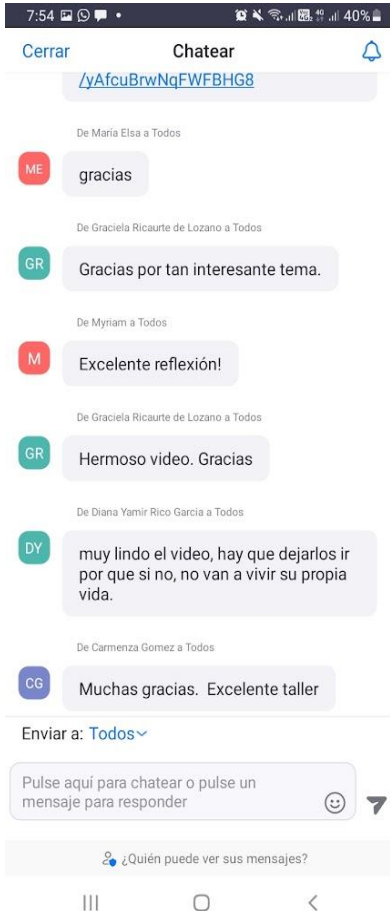 7:54
40%
Cerrar
Chatear
/yAfcuBrwNqFWFBHG8
De María Elsa a Todos
ME
gracias
De Graciela Ricaurte de Lozano a Todos
GR
Gracias por tan interesante tema.
De Myriam a Todos
M
Excelente reflexión!
De Graciela Ricaurte de Lozano a Todos
GR
Hermoso video. Gracias
De Diana Yamir Rico Garcia a Todos
DY
muy lindo el video, hay que dejarlos ir
por que si no, no van a vivir su propia
vida.
De Carmenza Gomez a Todos
CG
Muchas gracias.  Excelente taller
Enviar a: Todos
Pulse aquí para chatear o pulse un
mensaje para responder
¿Quién puede ver sus mensajes?